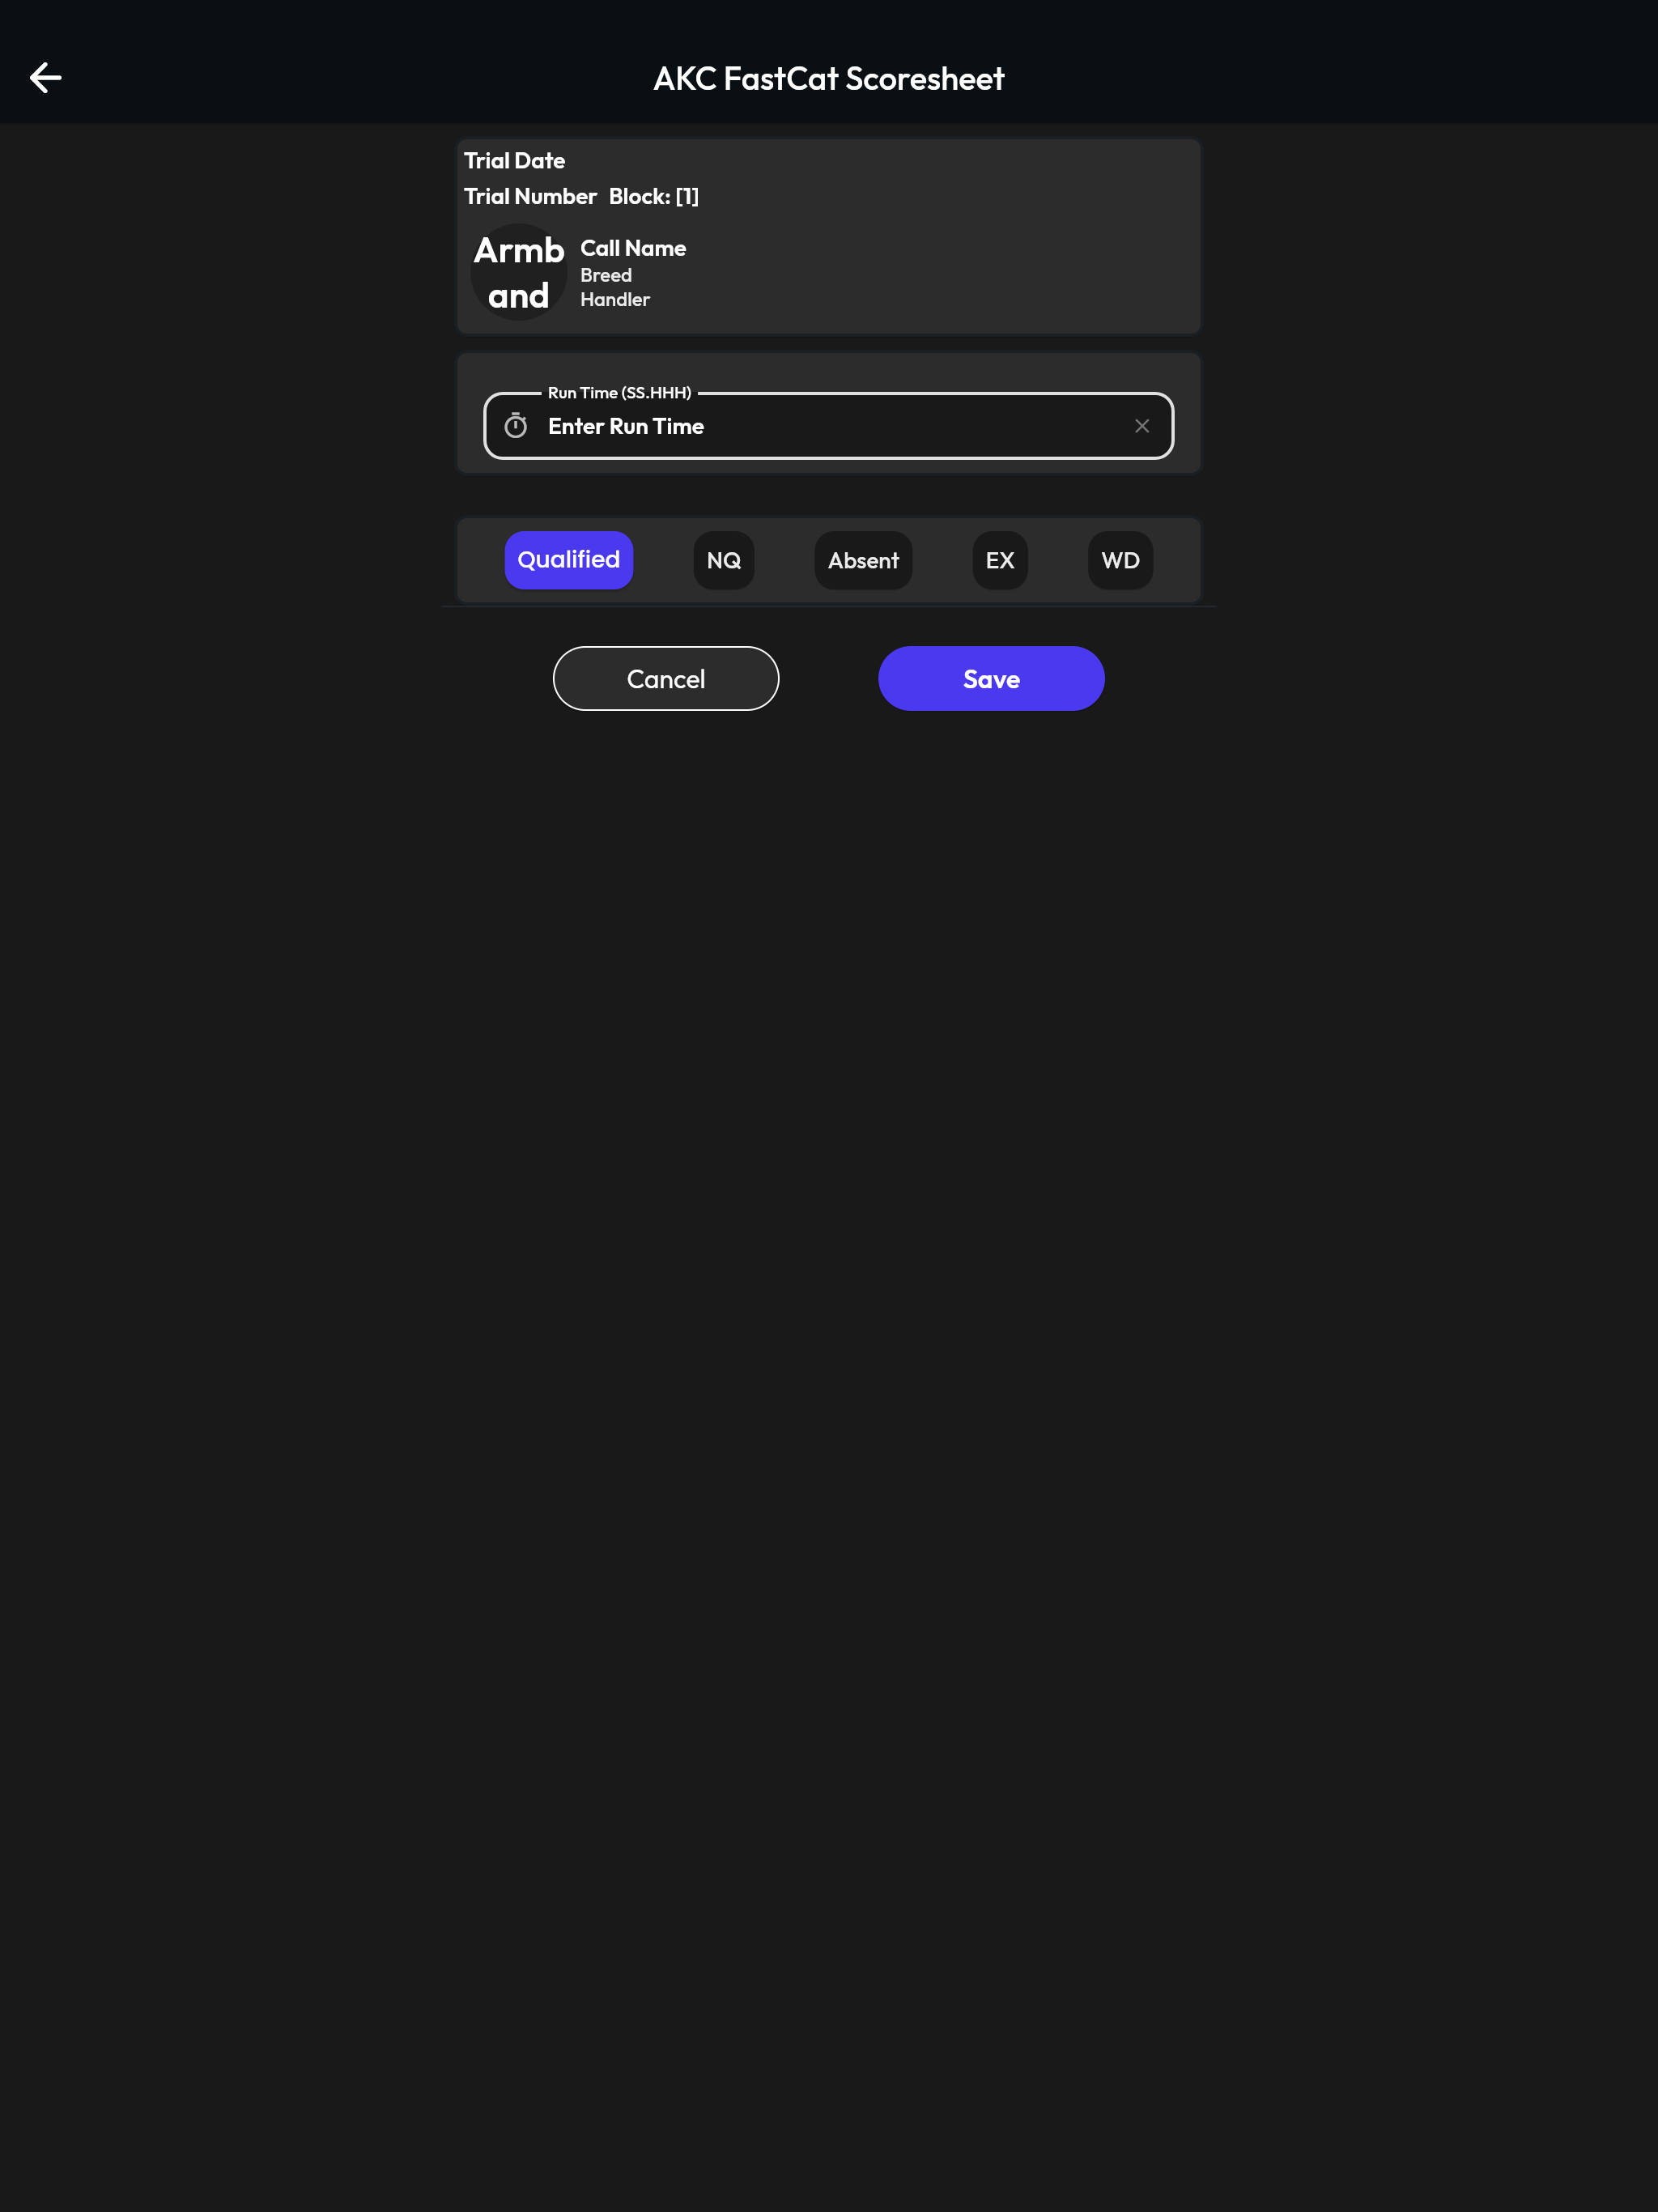 AKC FastCat Scoresheet
Trial Date
Trial Number Block: [1]
Armb
and
Call Name
Breed
Handler
Run Time (SS.HHH)
Enter Run Time
Qualified NQ Absent EX WD
Cancel Save